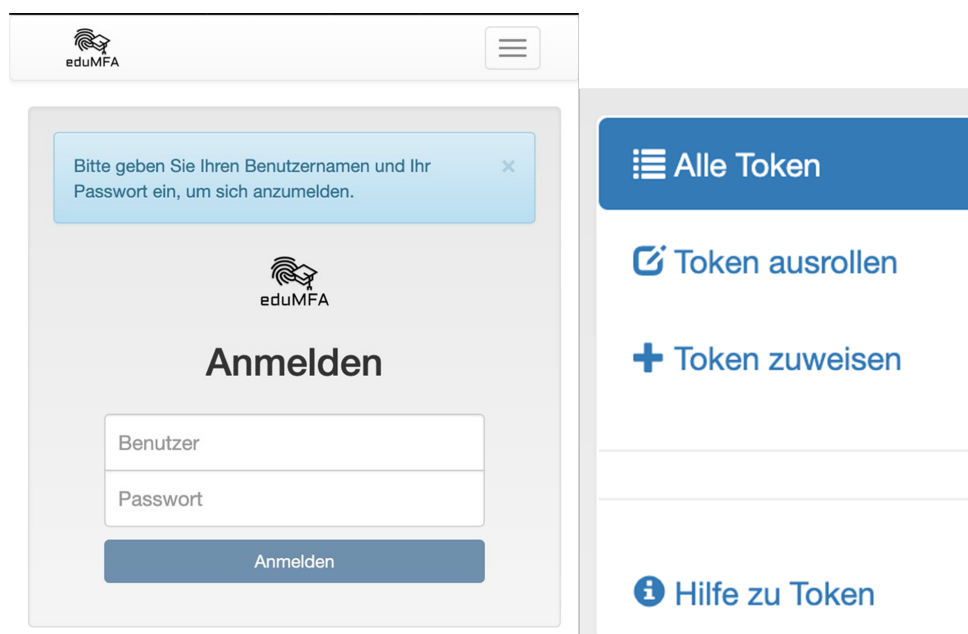 eduMFA
Bitte geben Sie Ihren Benutzernamen und Ihr
Passwort ein, um sich anzumelden.
×
eduMFA
Anmelden
Benutzer
Passwort
Anmelden
Alle Token
Token ausrollen
Token zuweisen
Hilfe zu Token